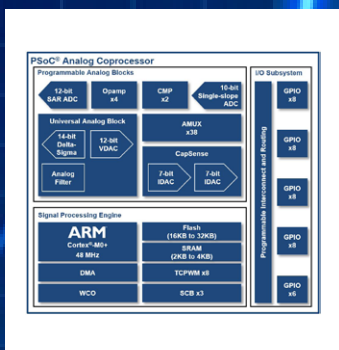 PSoC® Analog Coprocessor
Programmable Analog Blocks
12-bit
SAR ADC
Opamp
x4
CMP
x2
10-bit
Single-slope
ADC
Universal Analog Block
14-bit
Delta-
Sigma
12-bit
VDAC
Analog
Filter
AMUX
x38
CapSense
7-bit
IDAC
7-bit
IDAC
Signal Processing Engine
ARM
Cortex®-M0+
48 MHz
Flash
(16KB to 32KB)
SRAM
(2KB to 4KB)
DMA
TCPWM x8
WCO
SCB x3
I/O Subsystem
Programmable Interconnect and Routing
GPIO
x8
GPIO
x8
GPIO
x8
GPIO
x8
GPIO
x6